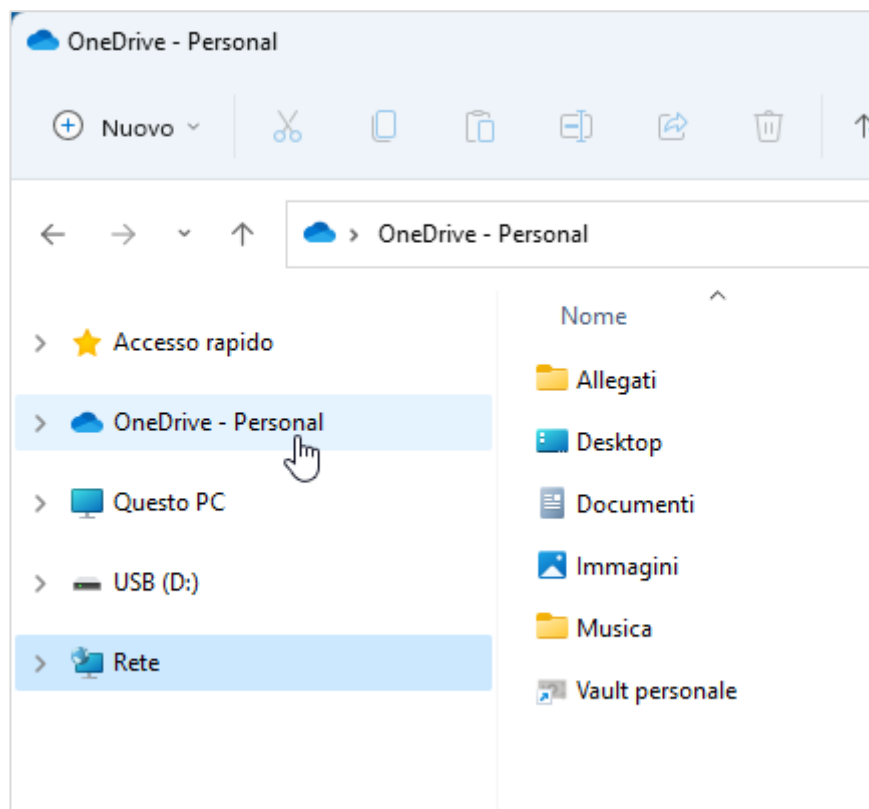 OneDrive - Personal
Nuovo
OneDrive - Personal
Nome
Accesso rapido
Allegati
OneDrive - Personal
Desktop
Questo PC
Documenti
USB (D:)
Immagini
Rete
Musica
Vault personale